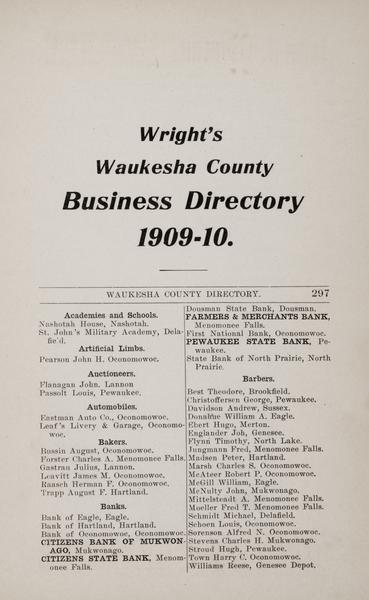 Wright's
Waukesha County
Business Directory
1909-10.
WAUKESHA COUNTY DIRECTORY. 297
Academies and Schools.
Nashotah House, Nashotah.
St. John's Military Academy, Dela-
fie'd.
Artificial Limbs.
Pearson John H. Oconomowoc.
Auctioneers.
Flanagan John. Lannon
Passolt Louis, Pewaukee.
Automobiles.
Eastman Auto Co., Oconomowoc.
Leaf's Livery & Garage, Oconomo-
woc.
Bakers.
Bussin August, Oconomowoc.
Forster Charles A. Menomonee Falls.
Gastrau Julius, Lannon.
Leavitt James M. Oconomowoc.
Raasch Herman F. Oconomowoc.
Trapp August F. Hartland.
Banks.
Bank of Eagle, Eagle.
Bank of Hartland, Hartland.
Bank of Oconomowoc, Oconomowoc.
CITIZENS BANK OF MUKWON-
AGO, Mukwonago.
CITIZENS STATE BANK, Menom-
onee Falls.
Dousman State Bank, Dousman.
FARMERS & MERCHANTS BANK,
Menomonee Falls.
First National Bank, Oconomowoc.
PEWAUKEE STATE BANK, Pe-
waukee.
State Bank of North Prairie, North
Prairie.
Barbers.
Best Theodore, Brookfield.
Christoffersen George, Pewaukee.
Davidson Andrew, Sussex.
Donahue William A. Eagle.
Ebert Hugo, Merton.
Englander Joh, Genesee.
Flynn Timothy, North Lake.
Jungmann Fred, Menomonee Falls.
Madsen Peter, Hartland.
Marsh Charles S. Oconomowoc.
McAteer Robert P. Oconomowoc.
McGill William, Eagle.
McNulty John, Mukwonago.
Mittelstedt A. Menomonee Falls.
Moeller Fred T. Menomonee Falls.
Schmidt Michael, Delafield.
Schoen Louis, Oconomowoc.
Sorenson Alfred N. Oconomowoc.
Stevens Charles H. Mukwonago.
Stroud Hugh, Pewaukee.
Town Harry C. Oconomowoc.
Williams Reese, Genesee Depot.